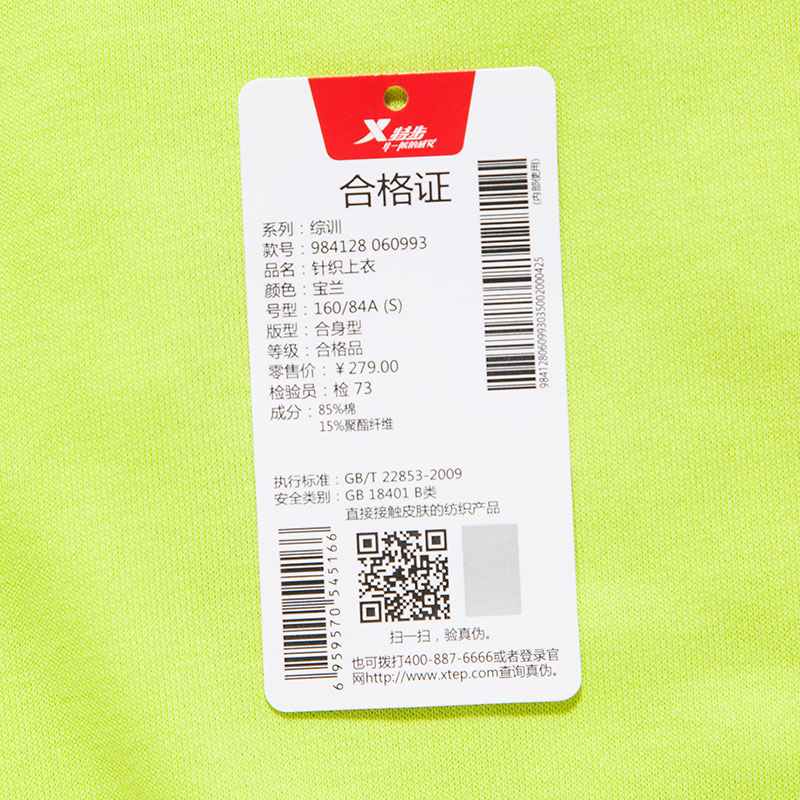 X 特步
非一般的感觉
合格证
系列：综训
款号：984128 060993
品名：针织上衣
颜色：宝兰
号型：160/84A (S)
版型：合身型
等级：合格品
零售价：￥279.00
检验员：检 73
成分：85%棉
15%聚酯纤维
(内部使用)
984128060993035002000425
执行标准：GB/T 22853-2009
安全类别：GB 18401 B类
直接接触皮肤的纺织产品
6 959570 545166
扫一扫，验真伪。
也可拨打400-887-6666或者登录官
网http://www.xtep.com查询真伪。